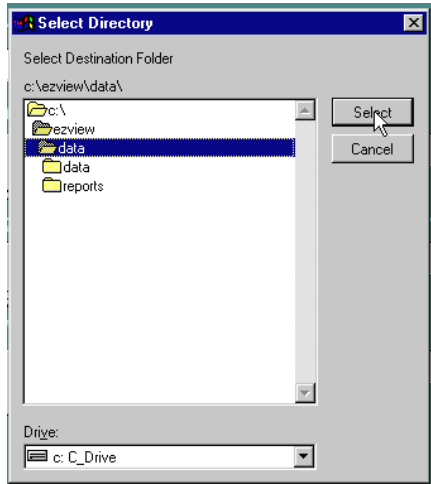 Select Directory
Select Destination Folder
c:\ezview\data\
c:\
ezview
data
data
reports
Select
Cancel
Drive:
c: C_Drive